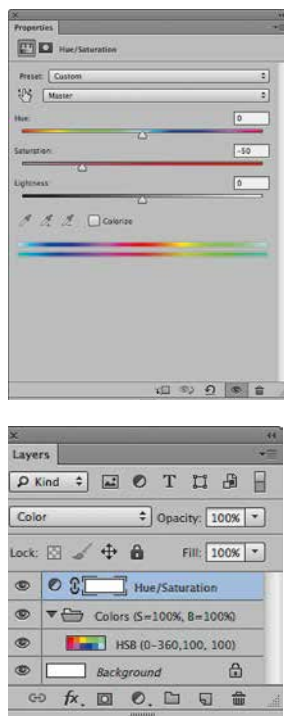 Properties
Hue/Saturation
Preset: Custom
Master
Hue: 0
Saturation: -50
Lightness: 0
Colorize
Layers
Kind T
Color Opacity: 100%
Lock: Fill: 100%
Hue/Saturation
Colors (S=100%, B=100%)
HSB (0-360,100, 100)
Background
fx.